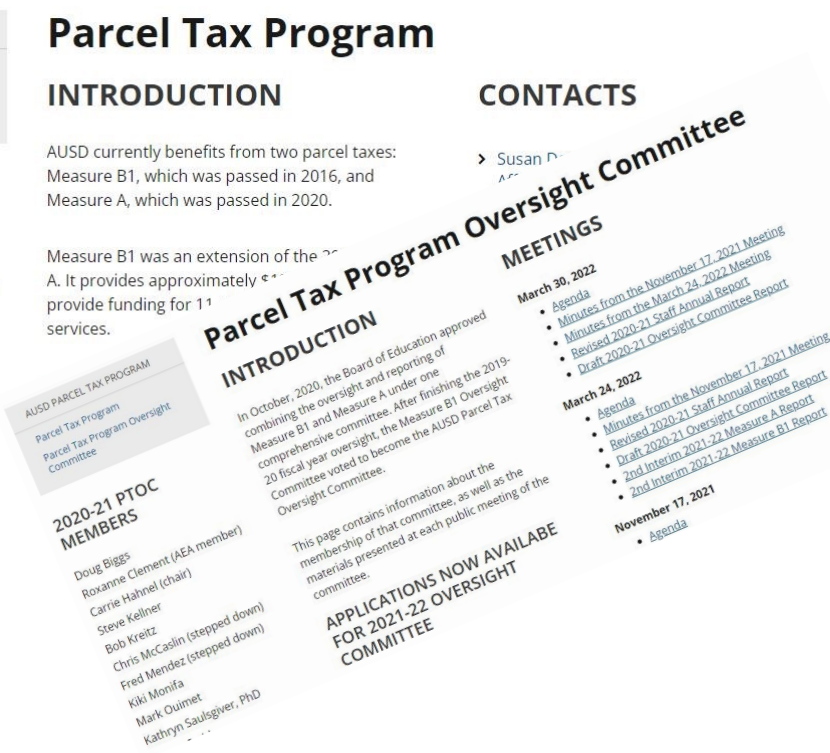 Parcel Tax Program
INTRODUCTION
AUSD currently benefits from two parcel taxes:
Measure B1, which was passed in 2016, and
Measure A, which was passed in 2020.
Measure B1 was an extension of the
A. It provides approximately
provide funding for 11
services.
CONTACTS
Susan
AUSD PARCEL TAX PROGRAM
Parcel Tax Program
Parcel Tax Program Oversight
Committee
2020-21 PTOC
MEMBERS
Doug Biggs
Roxanne Clement (AEA member)
Carrie Hahnel (chair)
Steve Kellner
Bob Kreitz
Chris McCaslin (stepped down)
Fred Mendez (stepped down)
Kiki Monifa
Mark Ouimet
Kathryn Saulsgiver, PhD
Parcel Tax Program Oversight Committee
INTRODUCTION
In October, 2020, the Board of Education approved
combining the oversight and reporting of
Measure B1 and Measure A under one
comprehensive committee. After finishing the 2019-
20 fiscal year oversight, the Measure B1 Oversight
Committee voted to become the AUSD Parcel Tax
Oversight Committee.
This page contains information about the
membership of that committee, as well as the
materials presented at each public meeting of the
committee.
APPLICATIONS NOW AVAILABE
FOR 2021-22 OVERSIGHT
COMMITTEE
MEETINGS
March 30, 2022
Agenda
Minutes from the November 17, 2021 Meeting
Minutes from the March 24, 2022 Meeting
Revised 2020-21 Staff Annual Report
Draft 2020-21 Oversight Committee Report
March 24, 2022
Agenda
Minutes from the November 17, 2021 Meeting
Revised 2020-21 Staff Annual Report
Draft 2020-21 Oversight Committee Report
2nd Interim 2021-22 Measure A Report
2nd Interim 2021-22 Measure B1 Report
November 17, 2021
Agenda